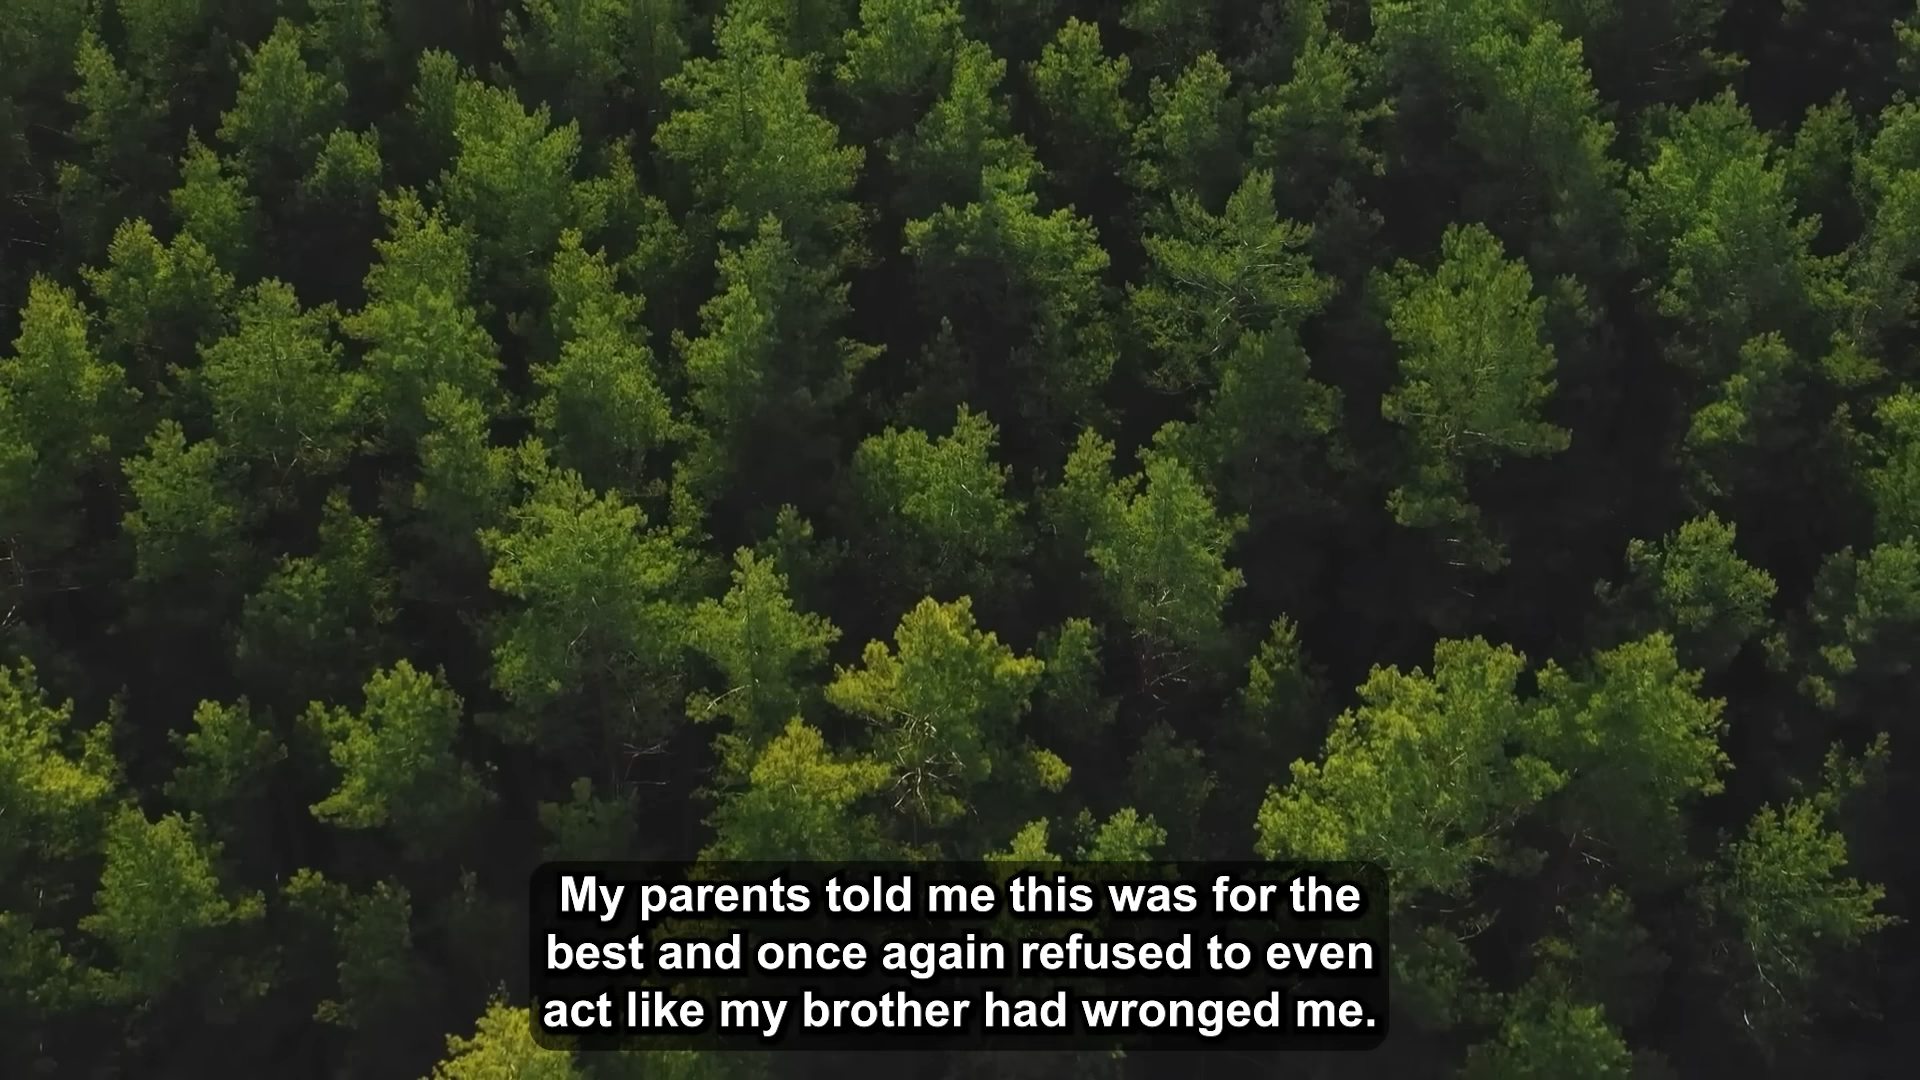 My parents told me this was for the
best and once again refused to even
act like my brother had wronged me.